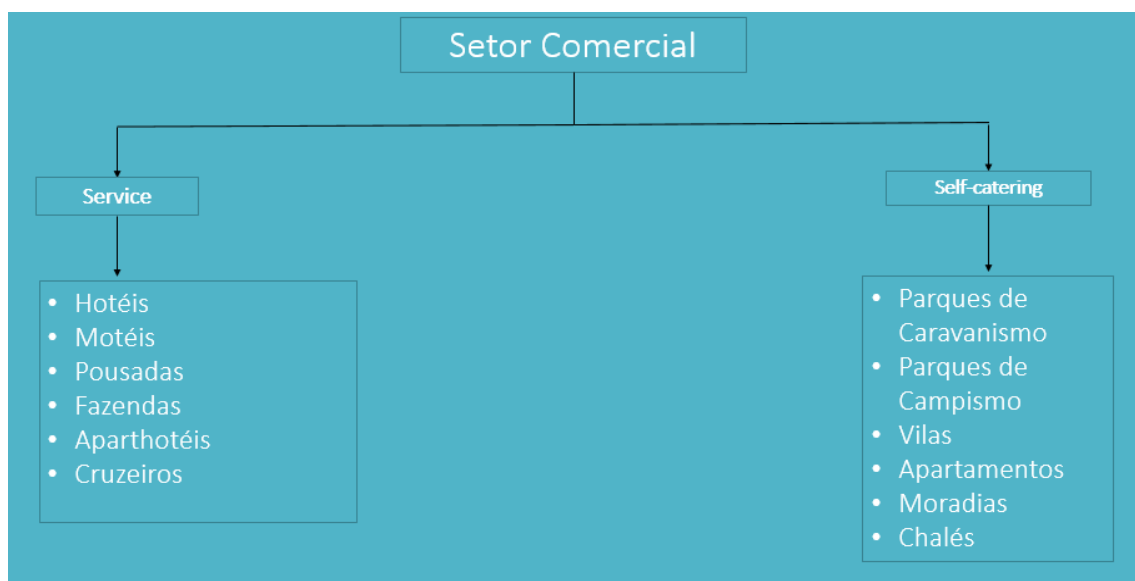 Setor Comercial
Service
• Hotéis
• Motéis
• Pousadas
• Fazendas
• Aparthotéis
• Cruzeiros
Self-catering
• Parques de
Caravanismo
• Parques de
Campismo
• Vilas
• Apartamentos
• Moradias
• Chalés